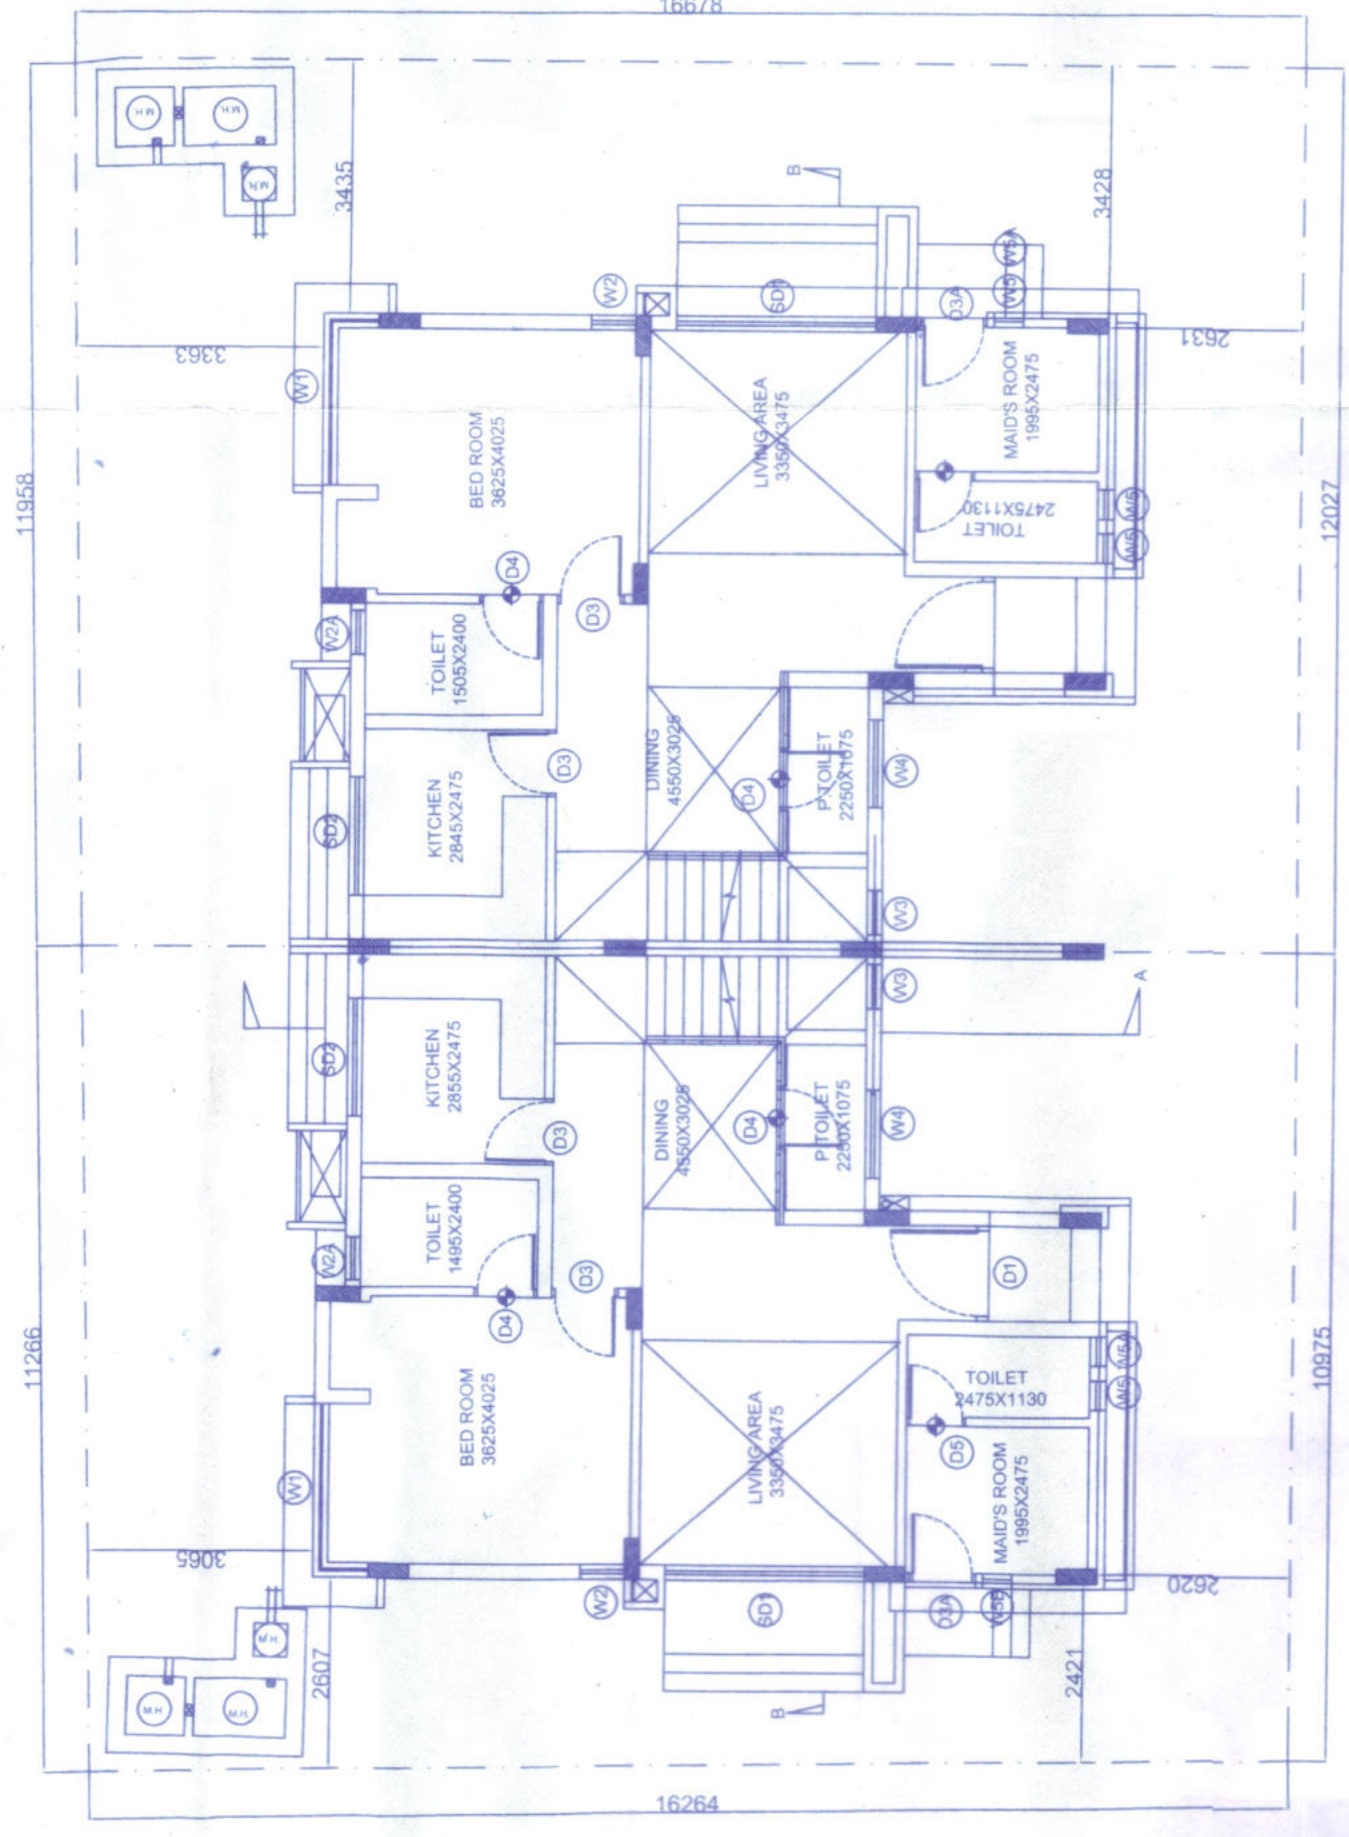 16678
M.H.
M.H.
M.H.
3435
3428
B
W5A
W5
W2
SD1
D3A
3363
2631
W1
BED ROOM
3625X4025
LIVING AREA
3350X3475
MAID'S ROOM
1995X2475
11958
12027
TOILET
2475X1130
W5
W5
D4
D3
W2A
TOILET
1505X2400
DINING
4550X3025
P.TOILET
2250X1075
W4
D3
D4
KITCHEN
2845X2475
SD2
W3
W3
A
KITCHEN
2855X2475
SD2
DINING
4550X3025
P.TOILET
2250X1075
W4
D4
D3
TOILET
1495X2400
W2A
D3
D1
D4
11266
10975
BED ROOM
3625X4025
LIVING AREA
3350X3475
TOILET
2475X1130
W5A
W5
D5
MAID'S ROOM
1995X2475
W1
3065
2620
W2
SD1
D3A
W5B
M.H.
2607
2421
M.H.
M.H.
B
16264